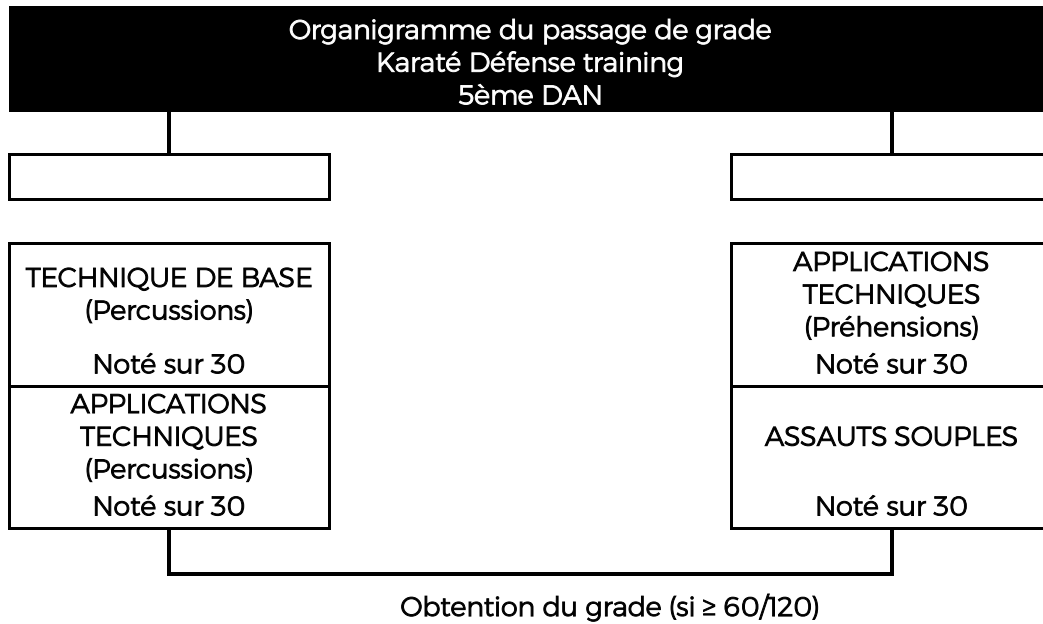 Organigramme du passage de grade
Karaté Défense training
5ème DAN
TECHNIQUE DE BASE
(Percussions)
Noté sur 30
APPLICATIONS
TECHNIQUES
(Percussions)
Noté sur 30
APPLICATIONS
TECHNIQUES
(Préhensions)
Noté sur 30
ASSAUTS SOUPLES
Noté sur 30
Obtention du grade (si ≥ 60/120)